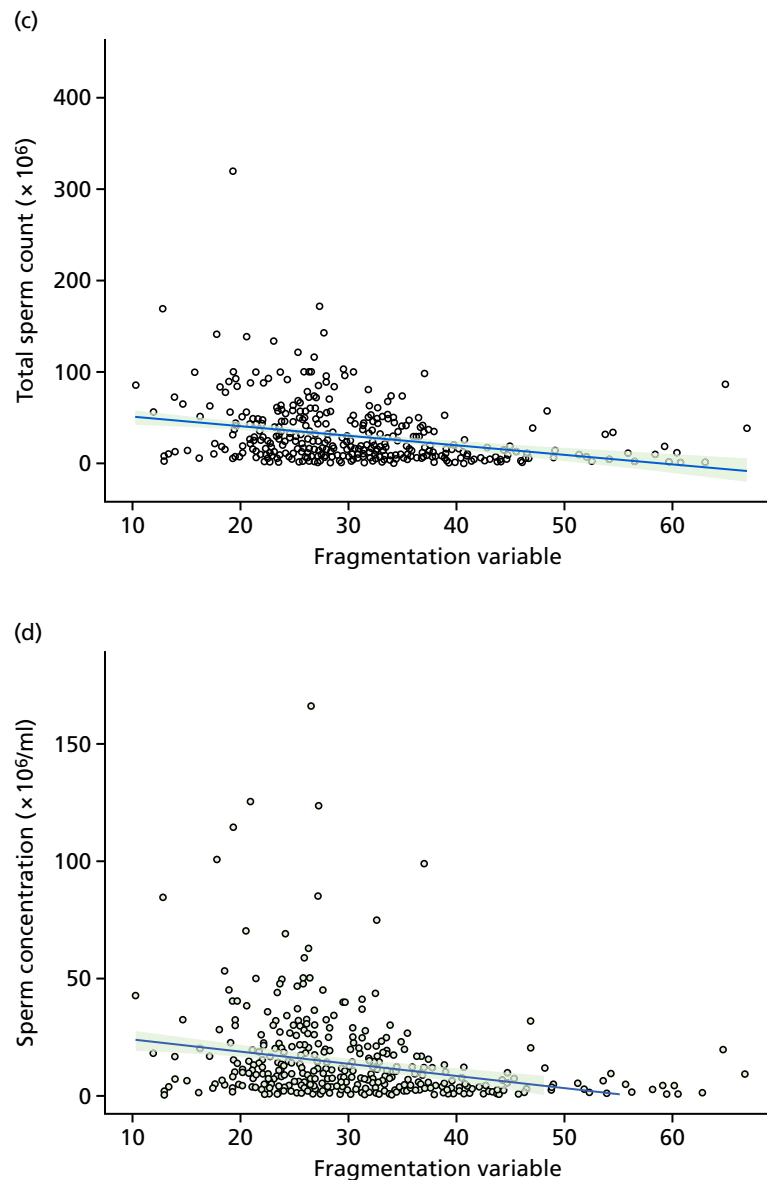 (c)
Total sperm count (×10⁶)
400
300
200
100
0
10 20 30 40 50 60
Fragmentation variable
(d)
Sperm concentration (×10⁶/ml)
150
100
50
0
10 20 30 40 50 60
Fragmentation variable